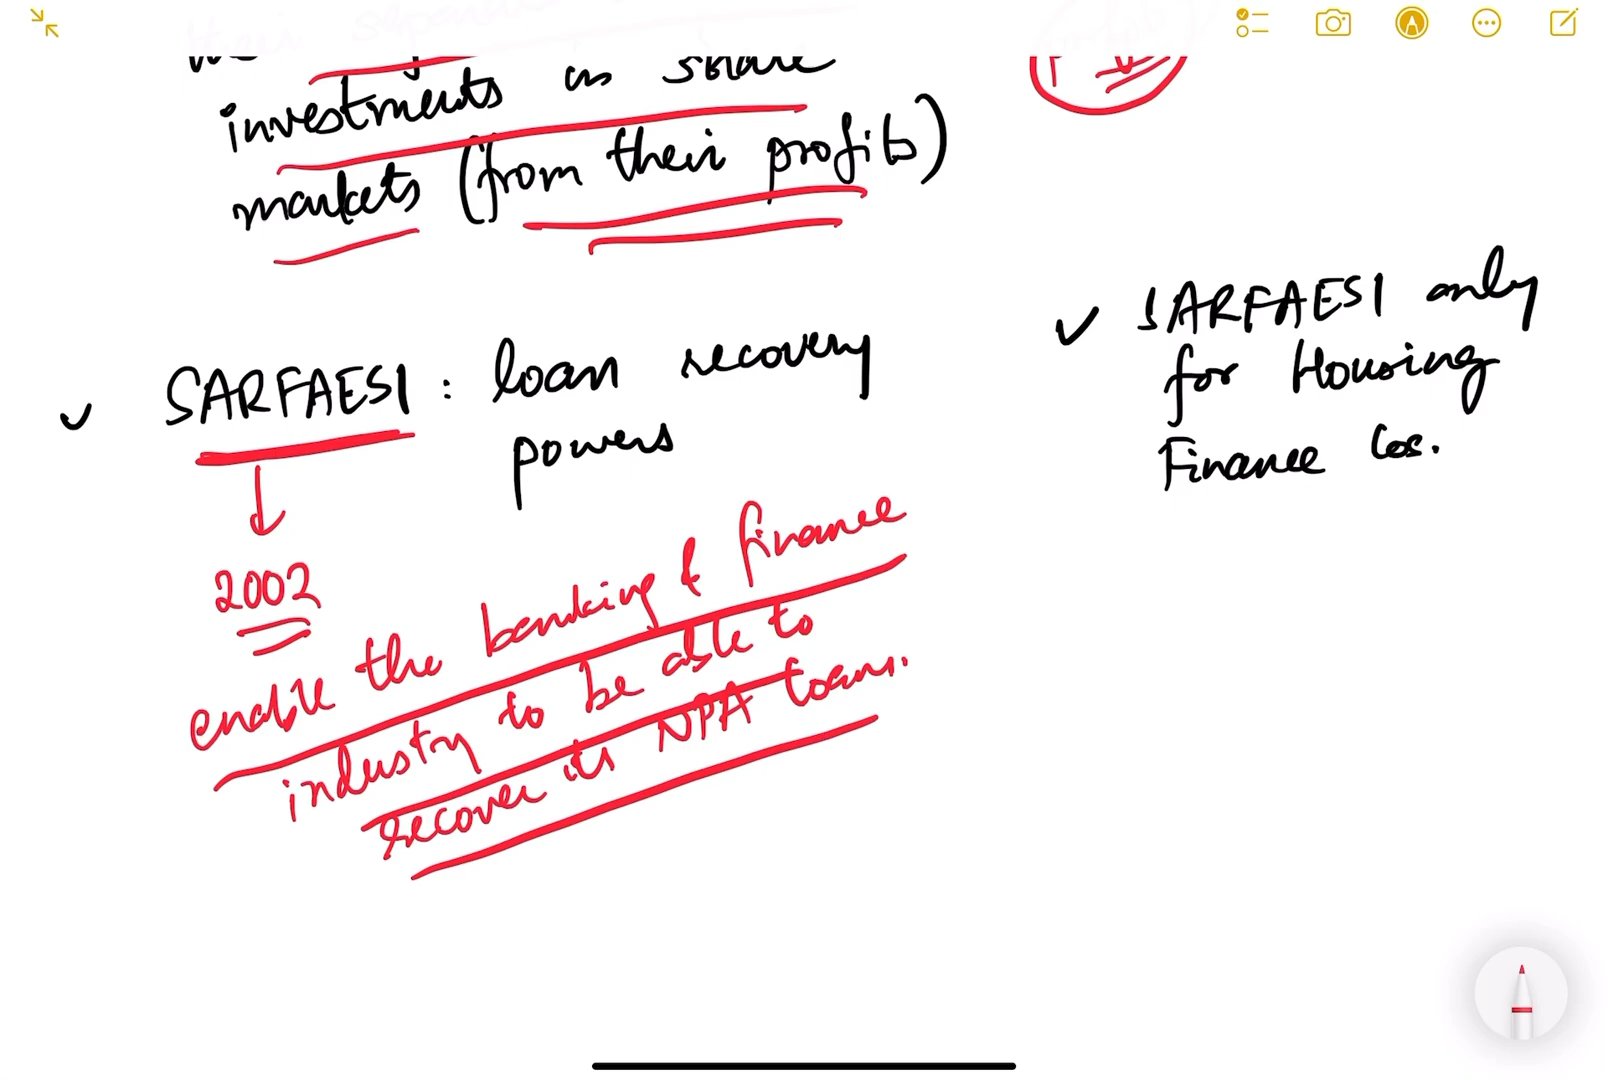 their
investments in share
markets (from their profits)
✓ SARFAESI : loan recovery
powers
2002
enable the banking & finance
industry to be able to
recover its NPA loans.
✓ SARFAESI only
for Housing
Finance Cos.